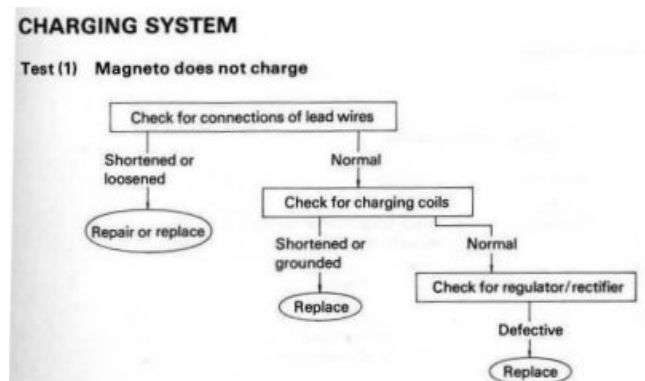 CHARGING SYSTEM
Test (1) Magneto does not charge
Check for connections of lead wires
Shortened or
loosened
Normal
Repair or replace
Check for charging coils
Shortened or
grounded
Normal
Replace
Check for regulator/rectifier
Defective
Replace